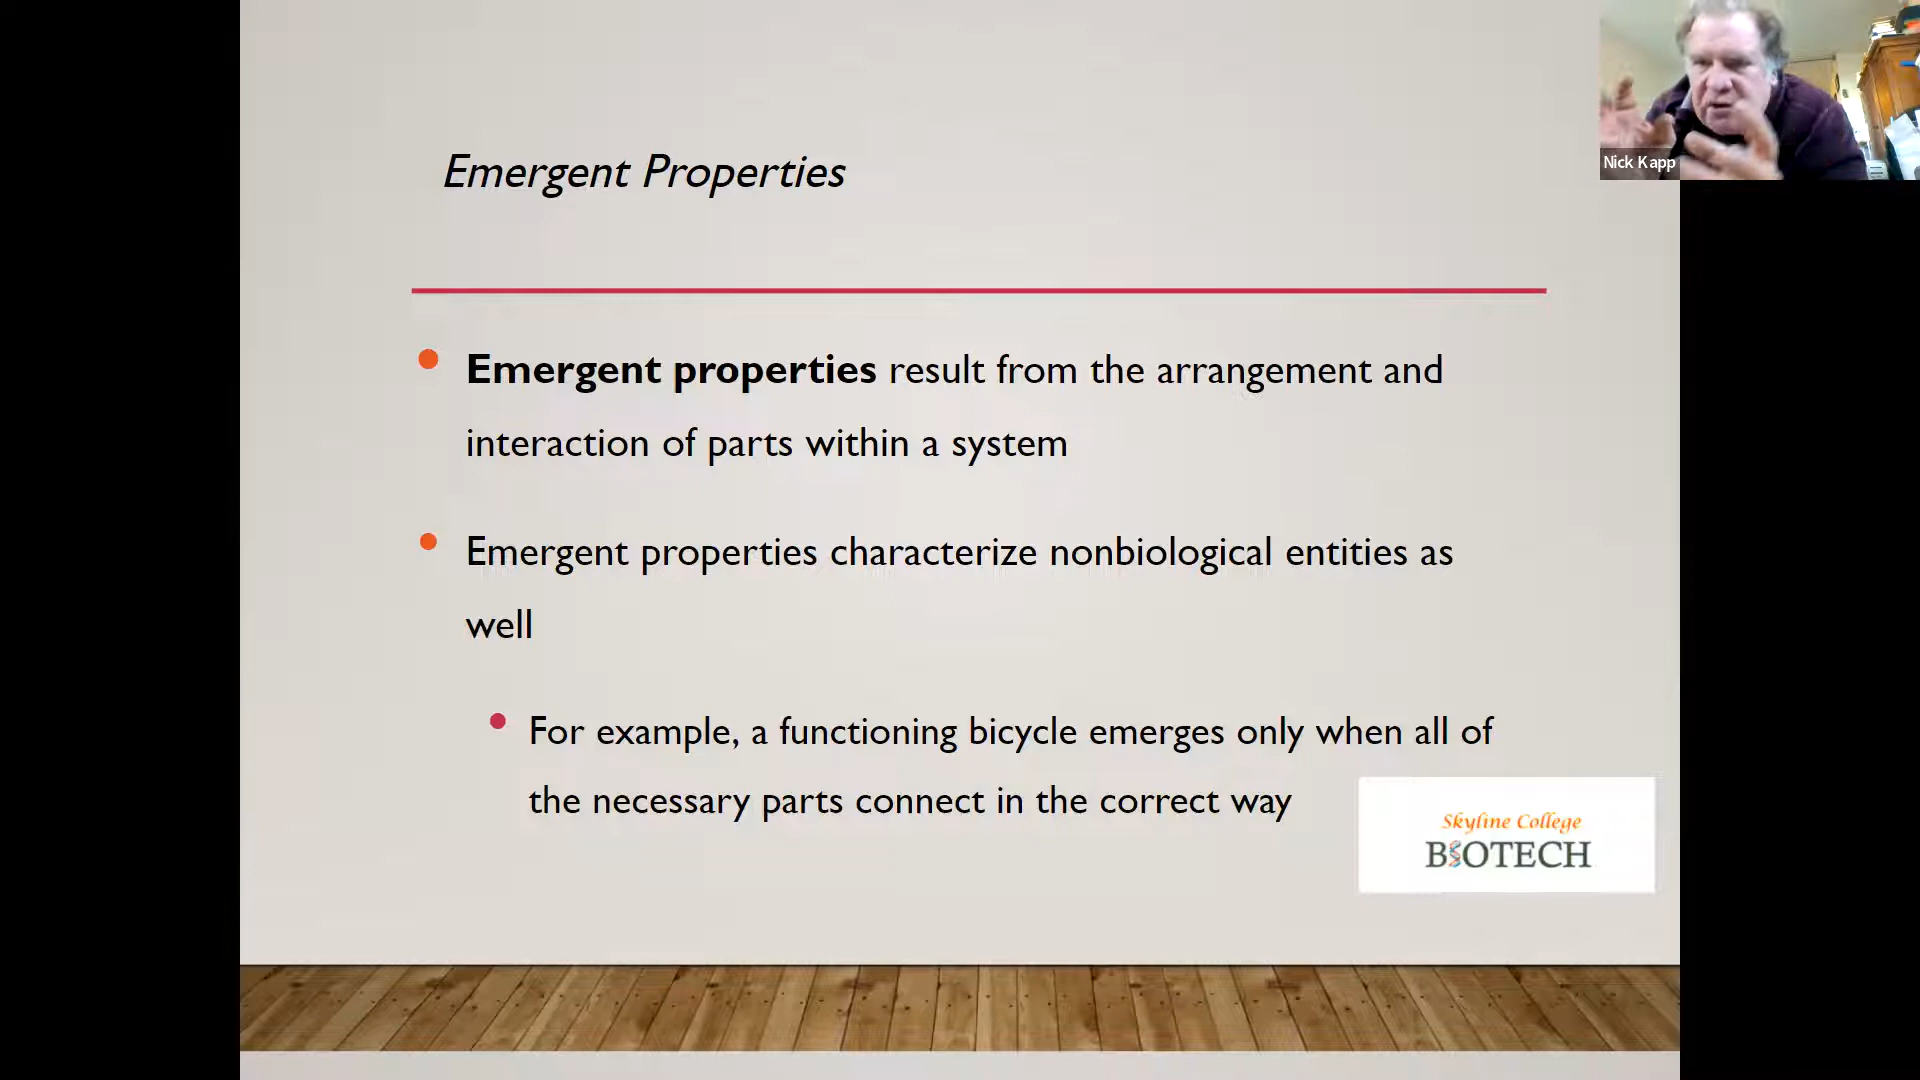 Nick Kapp
Emergent Properties
Emergent properties result from the arrangement and
interaction of parts within a system
Emergent properties characterize nonbiological entities as
well
For example, a functioning bicycle emerges only when all of
the necessary parts connect in the correct way
Skyline College
BIOTECH